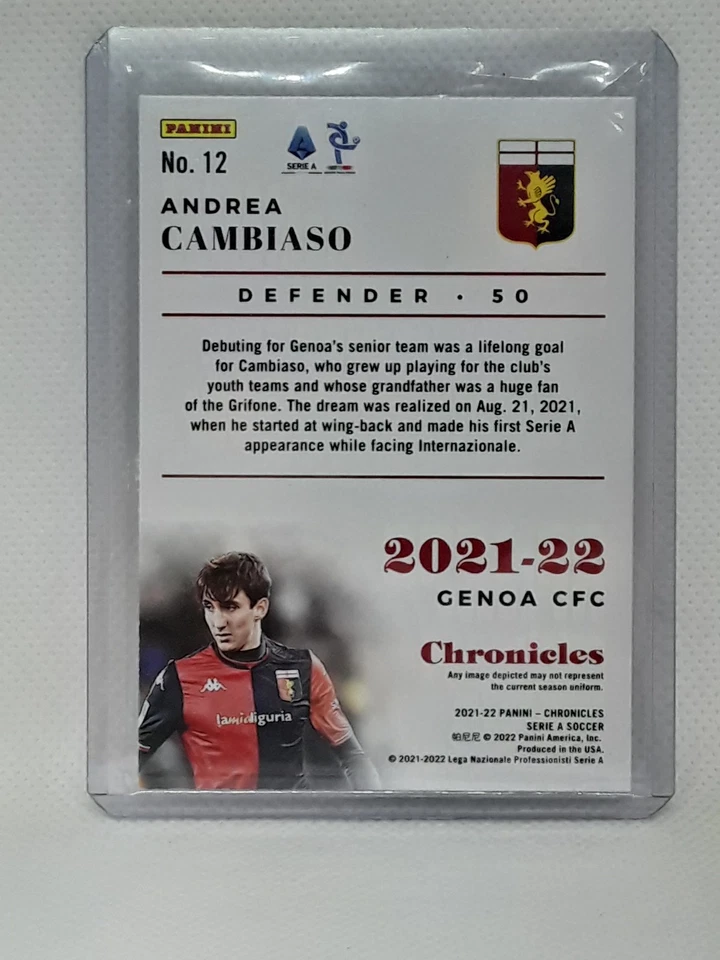 PANINI
No. 12
SERIE A
ANDREA
CAMBIASO
DEFENDER · 50
Debuting for Genoa's senior team was a lifelong goal
for Cambiaso, who grew up playing for the club's
youth teams and whose grandfather was a huge fan
of the Grifone. The dream was realized on Aug. 21, 2021,
when he started at wing-back and made his first Serie A
appearance while facing Internazionale.
2021-22
GENOA CFC
Chronicles
Any image depicted may not represent
the current season uniform.
lamialiguria
2021-22 PANINI – CHRONICLES
SERIE A SOCCER
帕尼尼 © 2022 Panini America, Inc.
Produced in the USA.
© 2021-2022 Lega Nazionale Professionisti Serie A